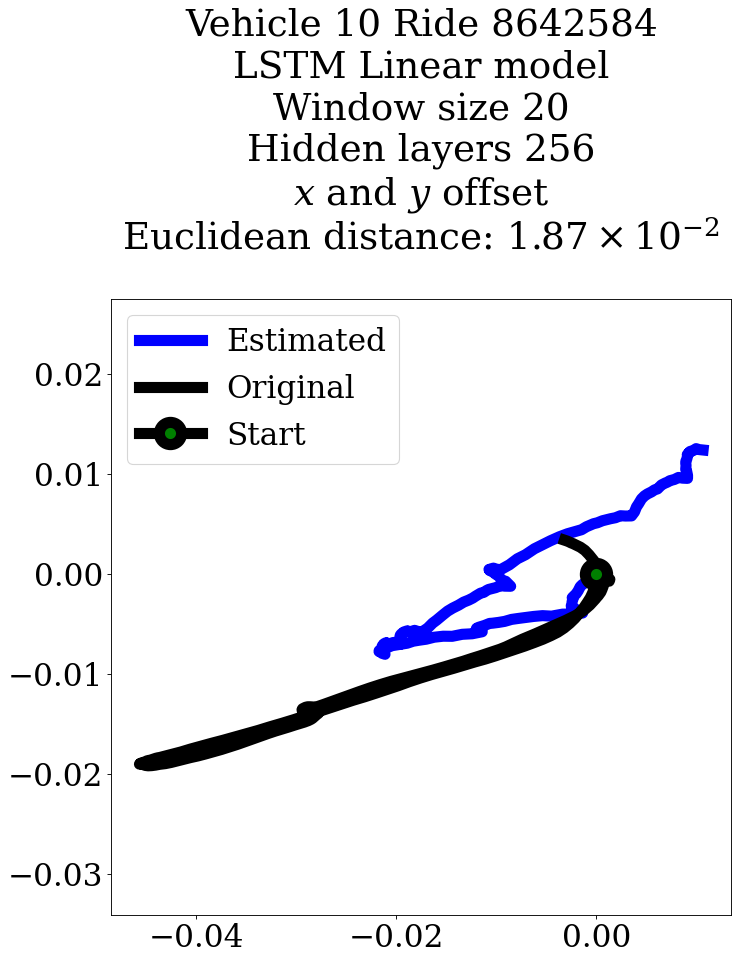 Vehicle 10 Ride 8642584
LSTM Linear model
Window size 20
Hidden layers 256
x and y offset
Euclidean distance: 1.87 × 10⁻²
Estimated
Original
Start
0.02
0.01
0.00
−0.01
−0.02
−0.03
−0.04
−0.02
0.00